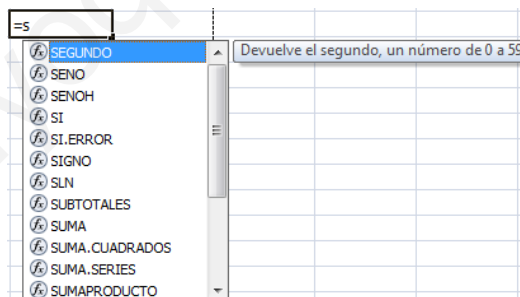 =s
SEGUNDO
Devuelve el segundo, un número de 0 a 59
SENO
SENOH
SI
SI.ERROR
SIGNO
SLN
SUBTOTALES
SUMA
SUMA.CUADRADOS
SUMA.SERIES
SUMAPRODUCTO